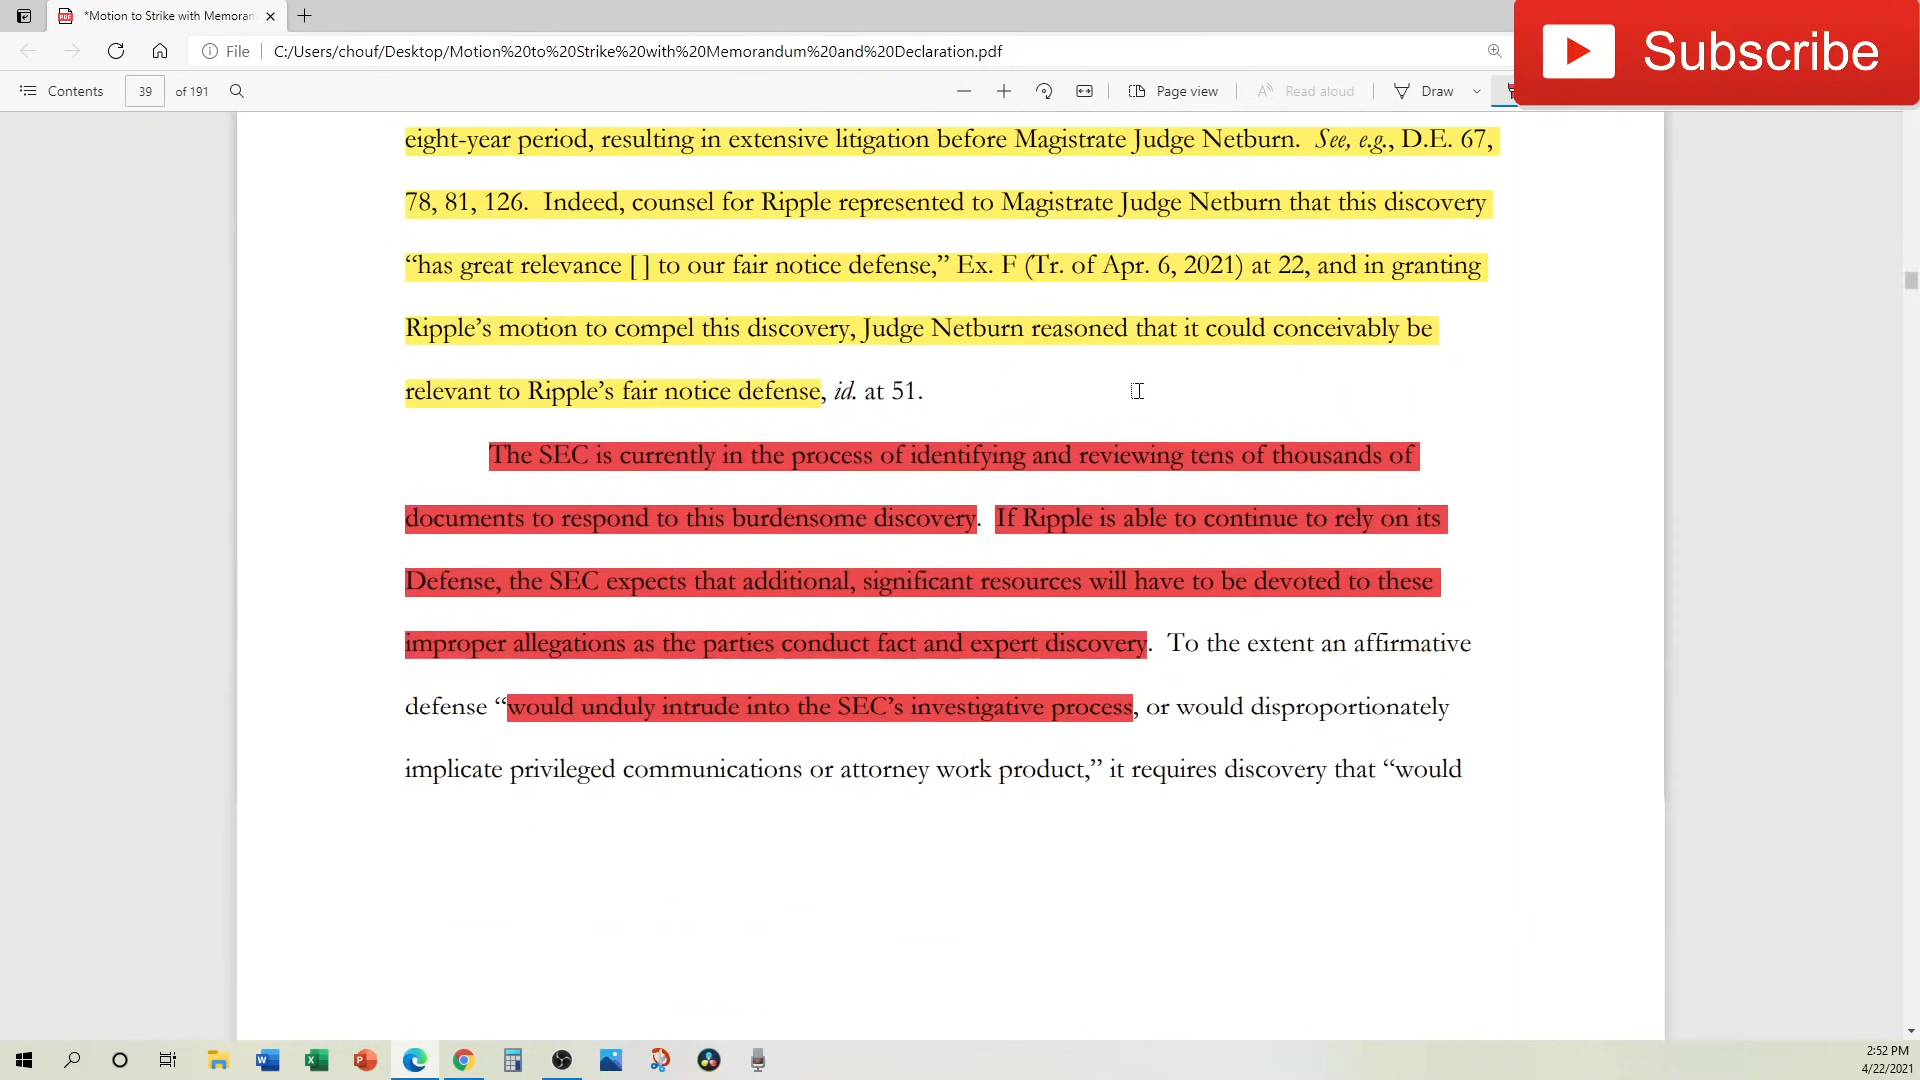 *Motion to Strike with Memoran
Subscribe
File
C:/Users/chouf/Desktop/Motion%20to%20Strike%20with%20Memorandum%20and%20Declaration.pdf
Contents 39 of 191 Page view Read aloud Draw
eight-year period, resulting in extensive litigation before Magistrate Judge Netburn. See, e.g., D.E. 67,
78, 81, 126. Indeed, counsel for Ripple represented to Magistrate Judge Netburn that this discovery
“has great relevance [ ] to our fair notice defense,” Ex. F (Tr. of Apr. 6, 2021) at 22, and in granting
Ripple’s motion to compel this discovery, Judge Netburn reasoned that it could conceivably be
relevant to Ripple’s fair notice defense, id. at 51.
The SEC is currently in the process of identifying and reviewing tens of thousands of
documents to respond to this burdensome discovery. If Ripple is able to continue to rely on its
Defense, the SEC expects that additional, significant resources will have to be devoted to these
improper allegations as the parties conduct fact and expert discovery. To the extent an affirmative
defense “would unduly intrude into the SEC’s investigative process, or would disproportionately
implicate privileged communications or attorney work product,” it requires discovery that “would
2:52 PM
4/22/2021